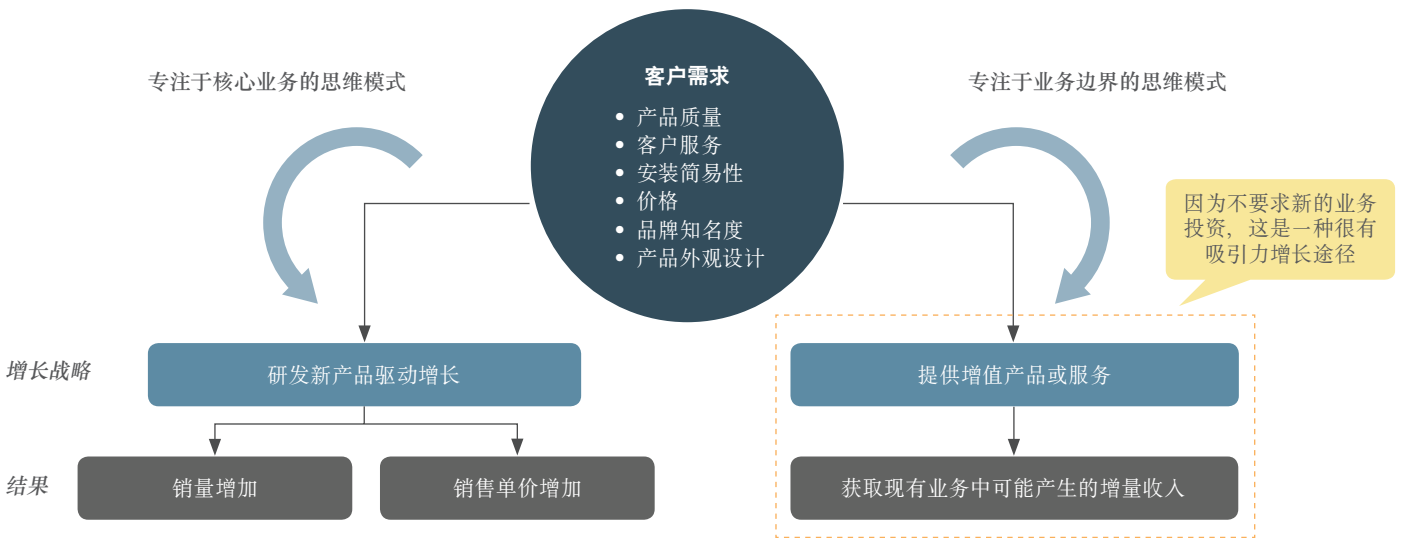 专注于核心业务的思维模式
客户需求
• 产品质量
• 客户服务
• 安装简易性
• 价格
• 品牌知名度
• 产品外观设计
专注于业务边界的思维模式
因为不要求新的业务
投资，这是一种很有
吸引力增长途径
增长战略
研发新产品驱动增长
提供增值产品或服务
结果
销量增加
销售单价增加
获取现有业务中可能产生的增量收入